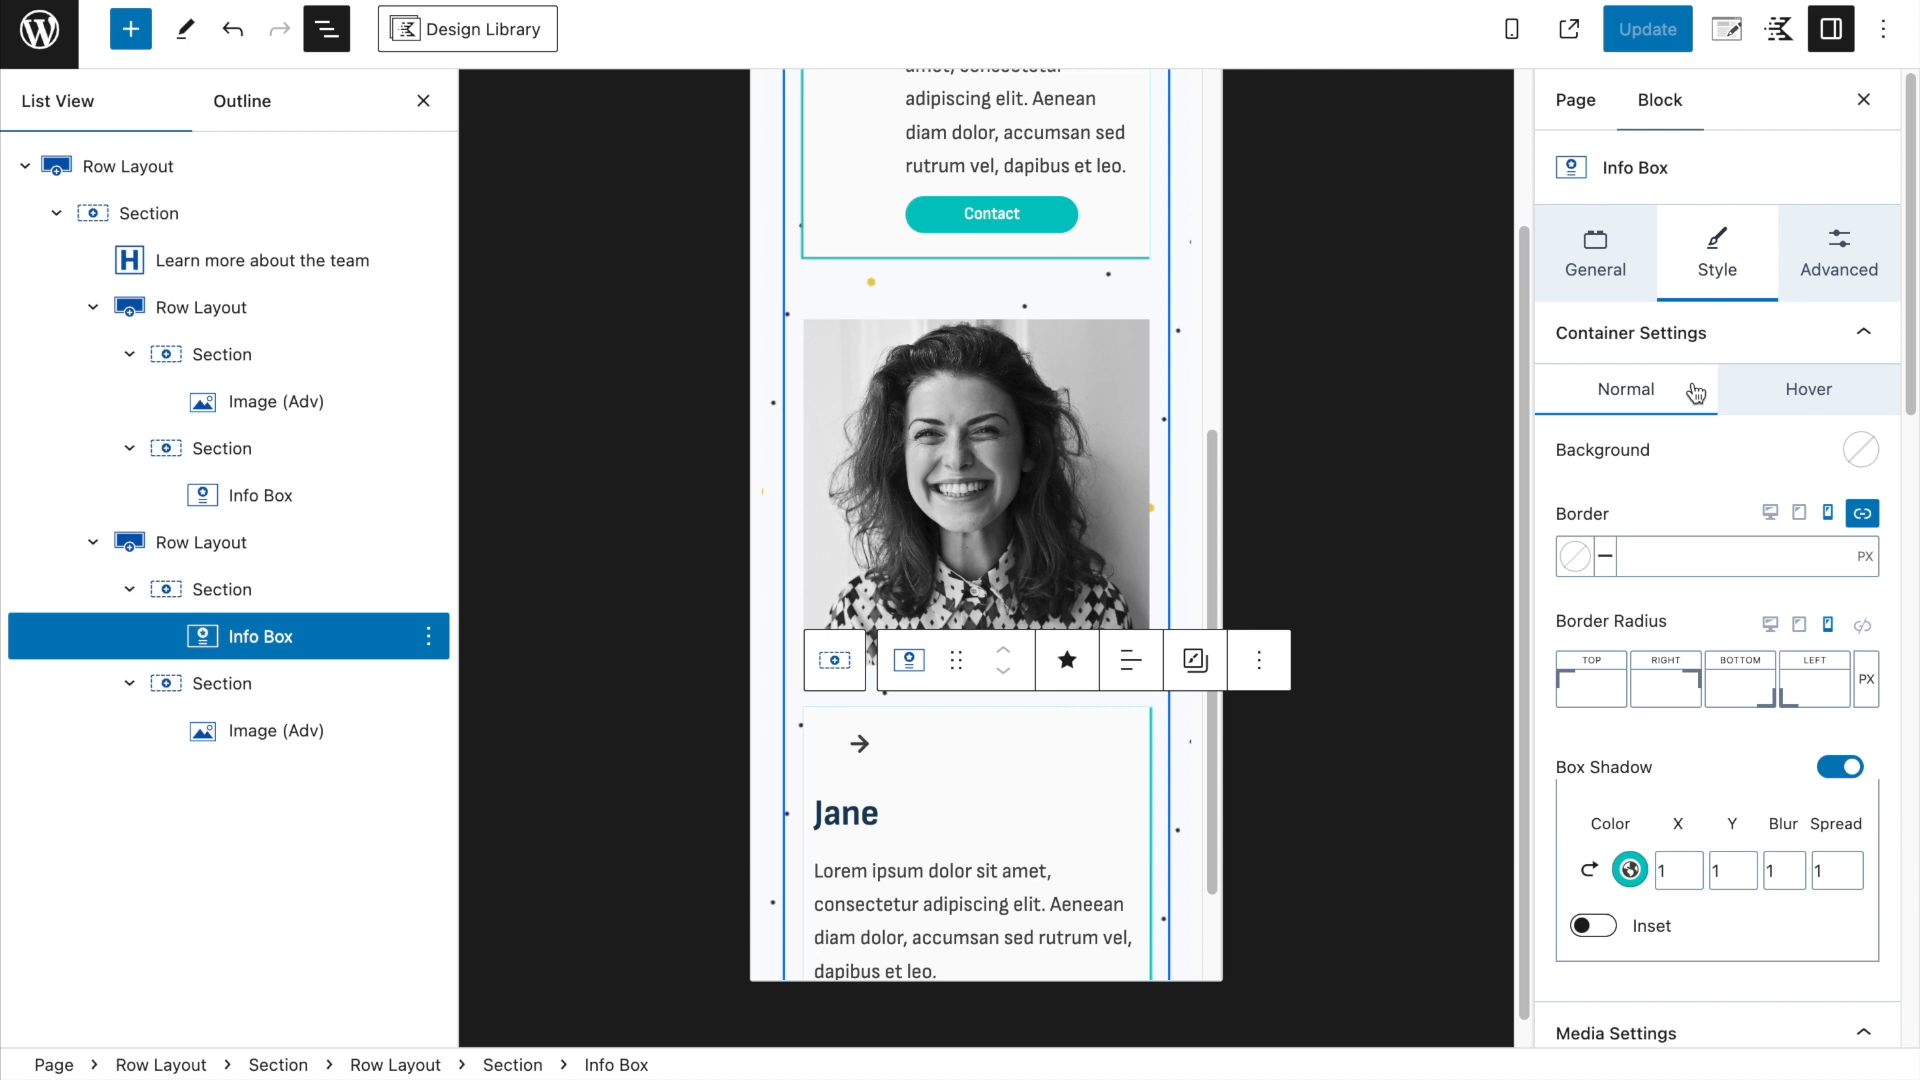 Design Library
Update
List View
Outline
Row Layout
Section
Learn more about the team
Row Layout
Section
Image (Adv)
Section
Info Box
Row Layout
Section
Info Box
Section
Image (Adv)
adipiscing elit. Aenean
diam dolor, accumsan sed
rutrum vel, dapibus et leo.
Contact
Jane
Lorem ipsum dolor sit amet,
consectetur adipiscing elit. Aeneean
diam dolor, accumsan sed rutrum vel,
dapibus et leo.
Page
Block
Info Box
General
Style
Advanced
Container Settings
Normal
Hover
Background
Border
PX
Border Radius
TOP
RIGHT
BOTTOM
LEFT
PX
Box Shadow
Color X Y Blur Spread
1 1 1 1
Inset
Media Settings
Page > Row Layout > Section > Row Layout > Section > Info Box